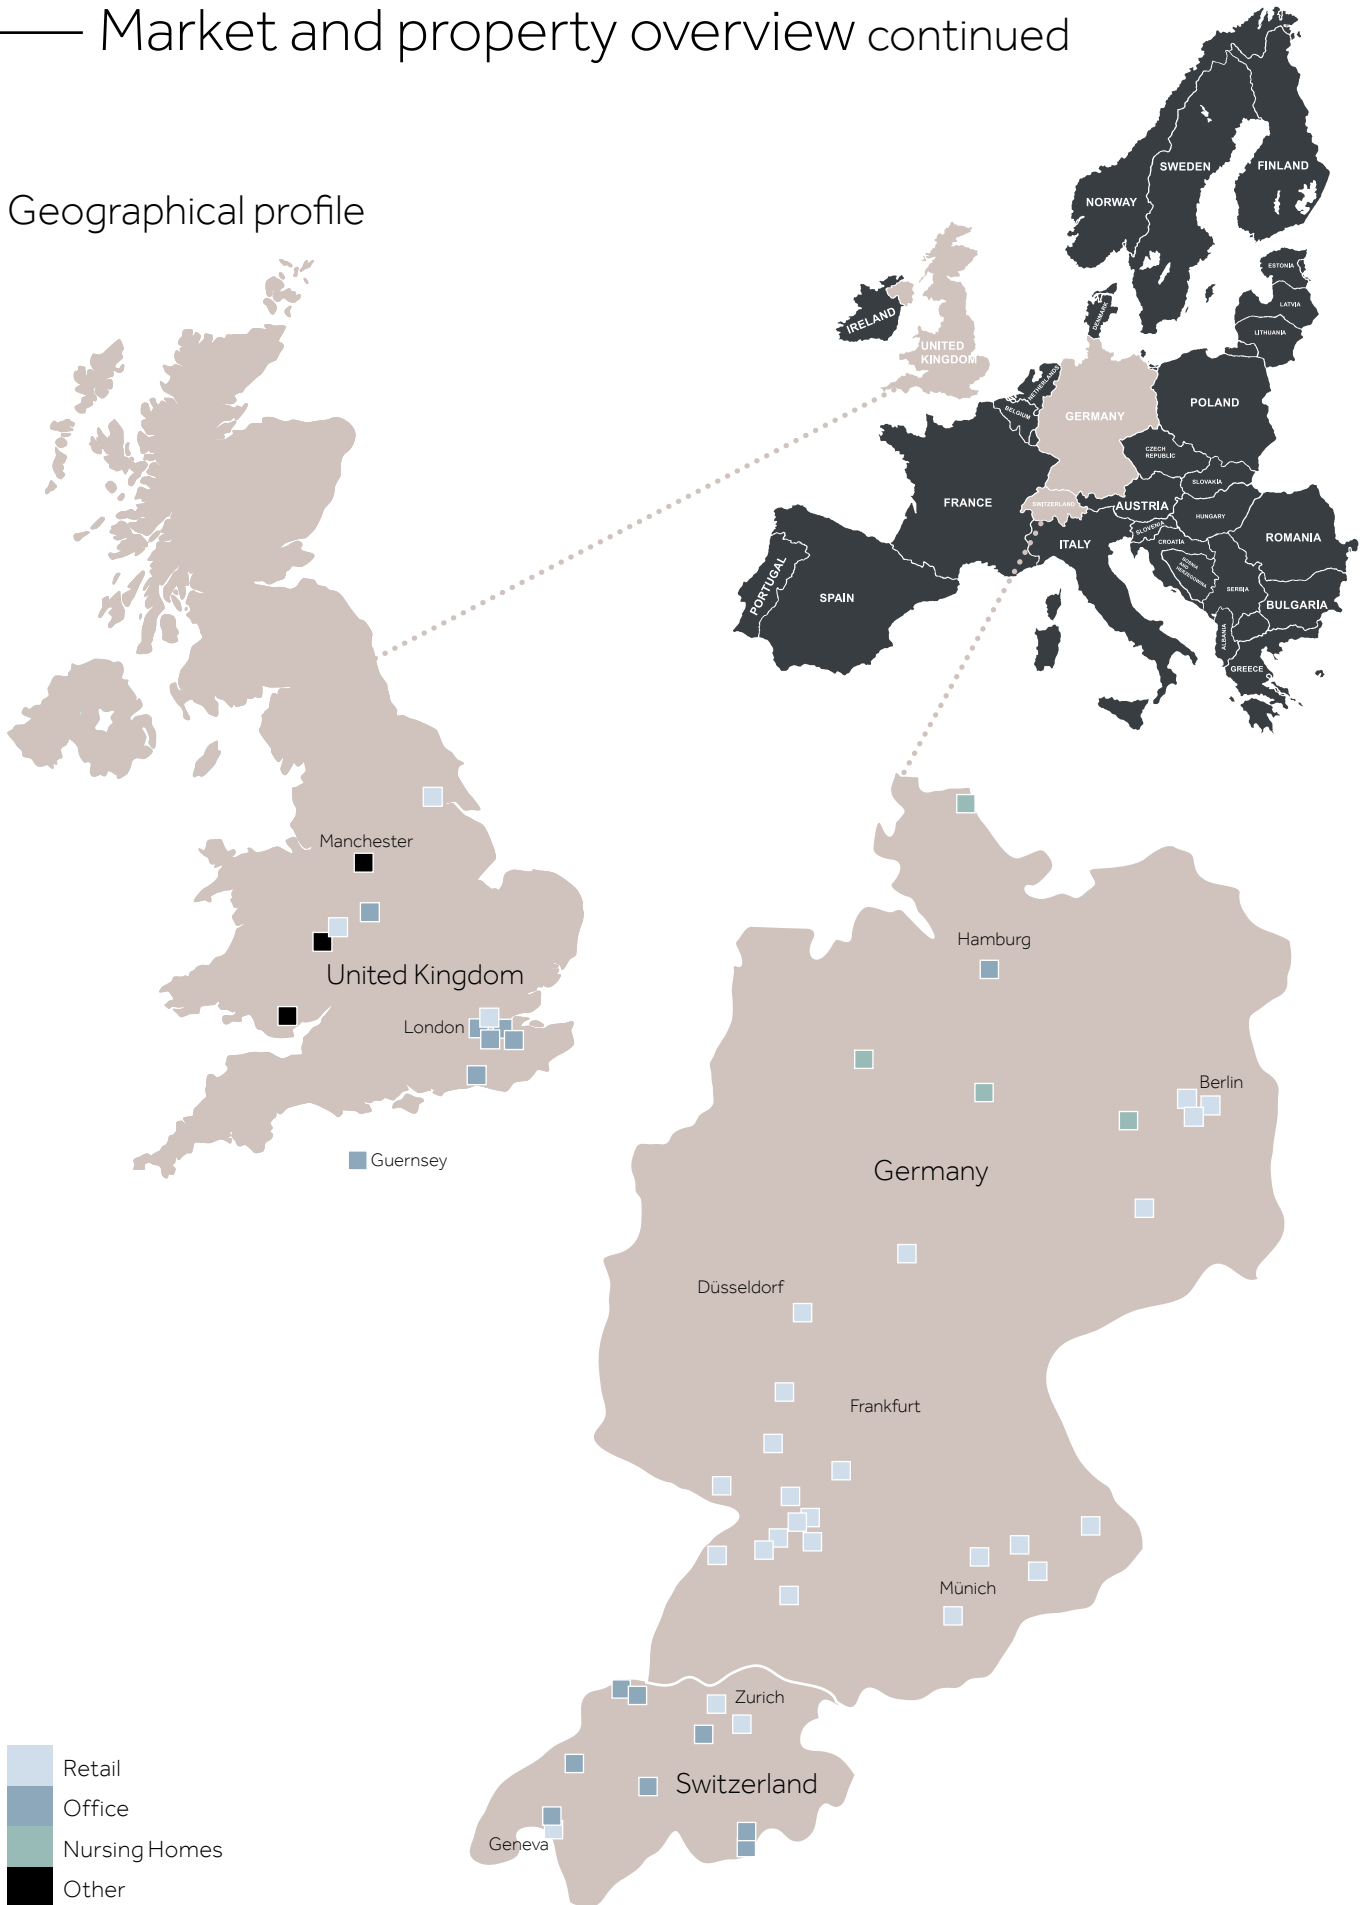 Market and property overview continued
Geographical profile
NORWAY
SWEDEN
FINLAND
ESTONIA
LATVIA
LITHUANIA
DENMARK
IRELAND
UNITED
KINGDOM
NETHERLANDS
BELGIUM
GERMANY
POLAND
CZECH
REPUBLIC
SLOVAKIA
FRANCE
SWITZERLAND
AUSTRIA
HUNGARY
SLOVENIA
CROATIA
ROMANIA
ITALY
BOSNIA
AND
HERZEGOWINA
SERBIA
BULGARIA
PORTUGAL
SPAIN
ALBANIA
GREECE
Manchester
United Kingdom
London
Guernsey
Hamburg
Berlin
Germany
Düsseldorf
Frankfurt
Münich
Zurich
Switzerland
Geneva
Retail
Office
Nursing Homes
Other